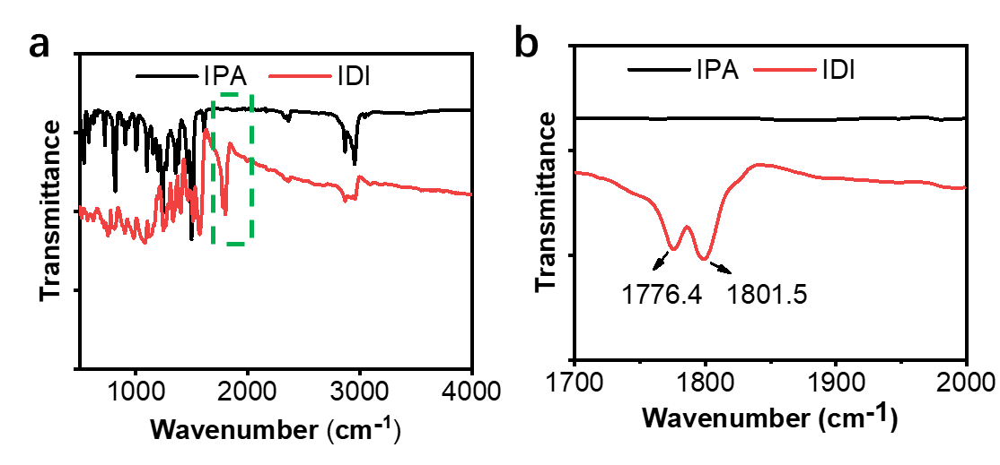 a
IPA IDI
Transmittance
1000 2000 3000 4000
Wavenumber (cm-1)
b
IPA IDI
Transmittance
1776.4 1801.5
1700 1800 1900 2000
Wavenumber (cm-1)